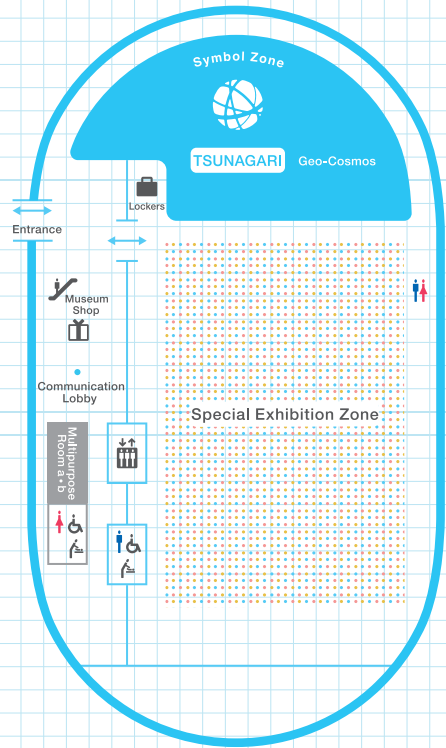 Symbol Zone
TSUNAGARI Geo-Cosmos
Lockers
Entrance
Museum
Shop
Communication
Lobby
Special Exhibition Zone
Multipurpose
Room a・b